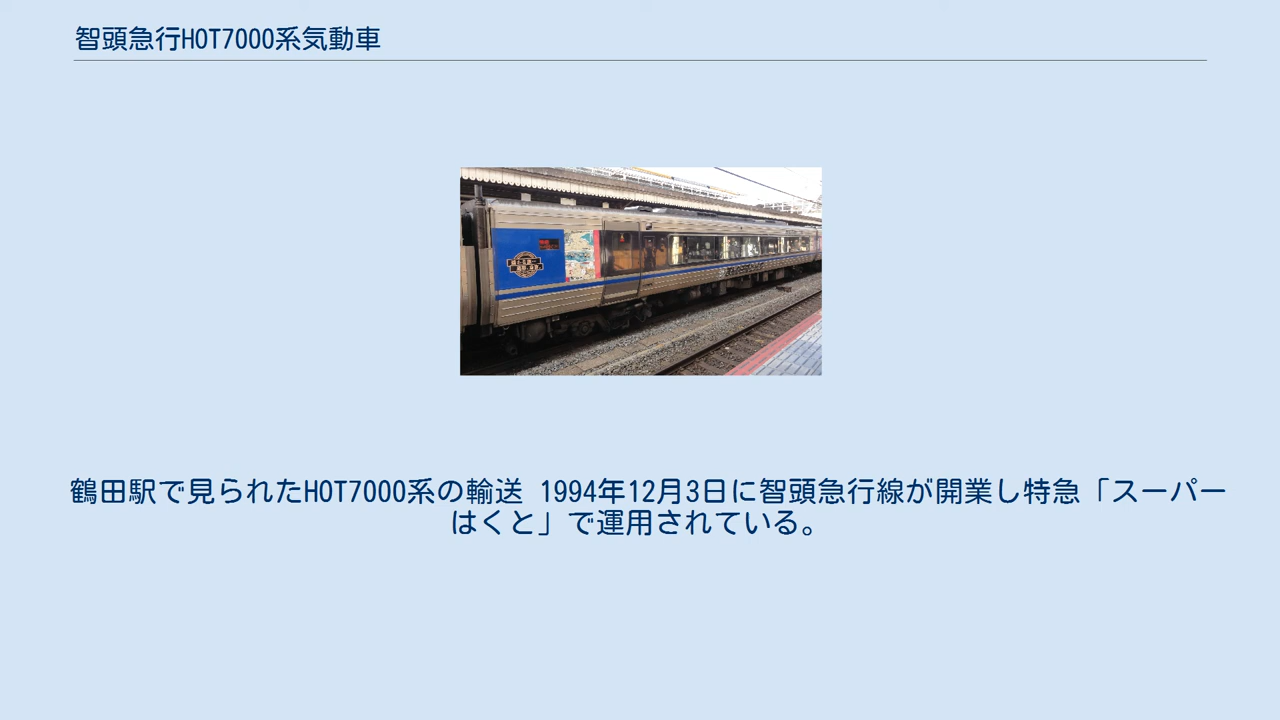 智頭急行HOT7000系気動車
鶴田駅で見られたHOT7000系の輸送 1994年12月3日に智頭急行線が開業し特急「スーパー
はくと」で運用されている。